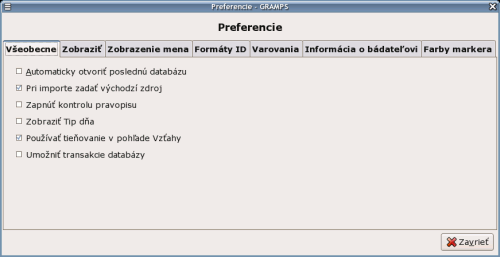 Preferencie - GRAMPS
Preferencie
Všeobecne Zobraziť Zobrazenie mena Formáty ID Varovania Informácia o bádateľovi Farby markera
Automaticky otvoriť poslednú databázu
Pri importe zadať východzí zdroj
Zapnúť kontrolu pravopisu
Zobraziť Tip dňa
Používať tieňovanie v pohľade Vzťahy
Umožniť transakcie databázy
Zavrieť